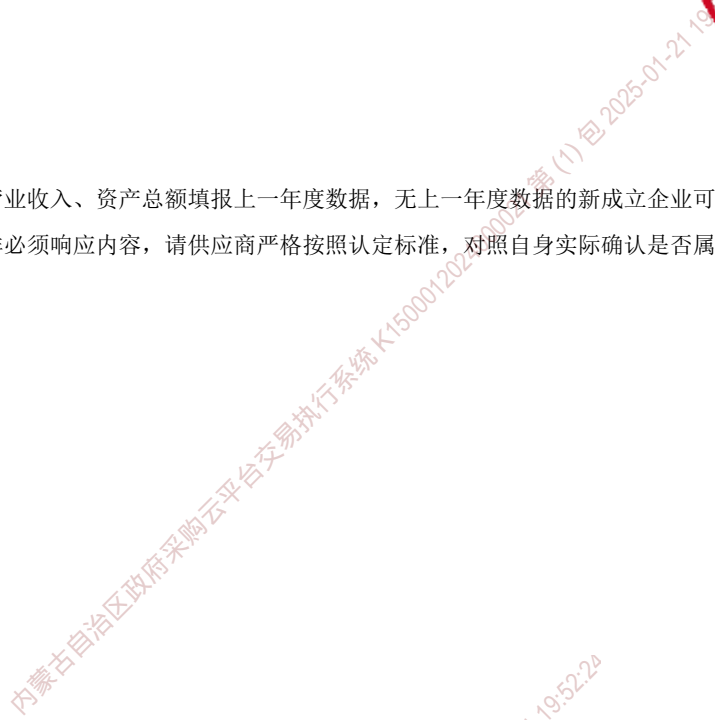 业收入、资产总额填报上一年度数据，无上一年度数据的新成立企业可
必须响应内容，请供应商严格按照认定标准，对照自身实际确认是否属
内蒙古自治区政府采购云平台交易执行系统 第 (1) 包 2025-01-21
19:52:24